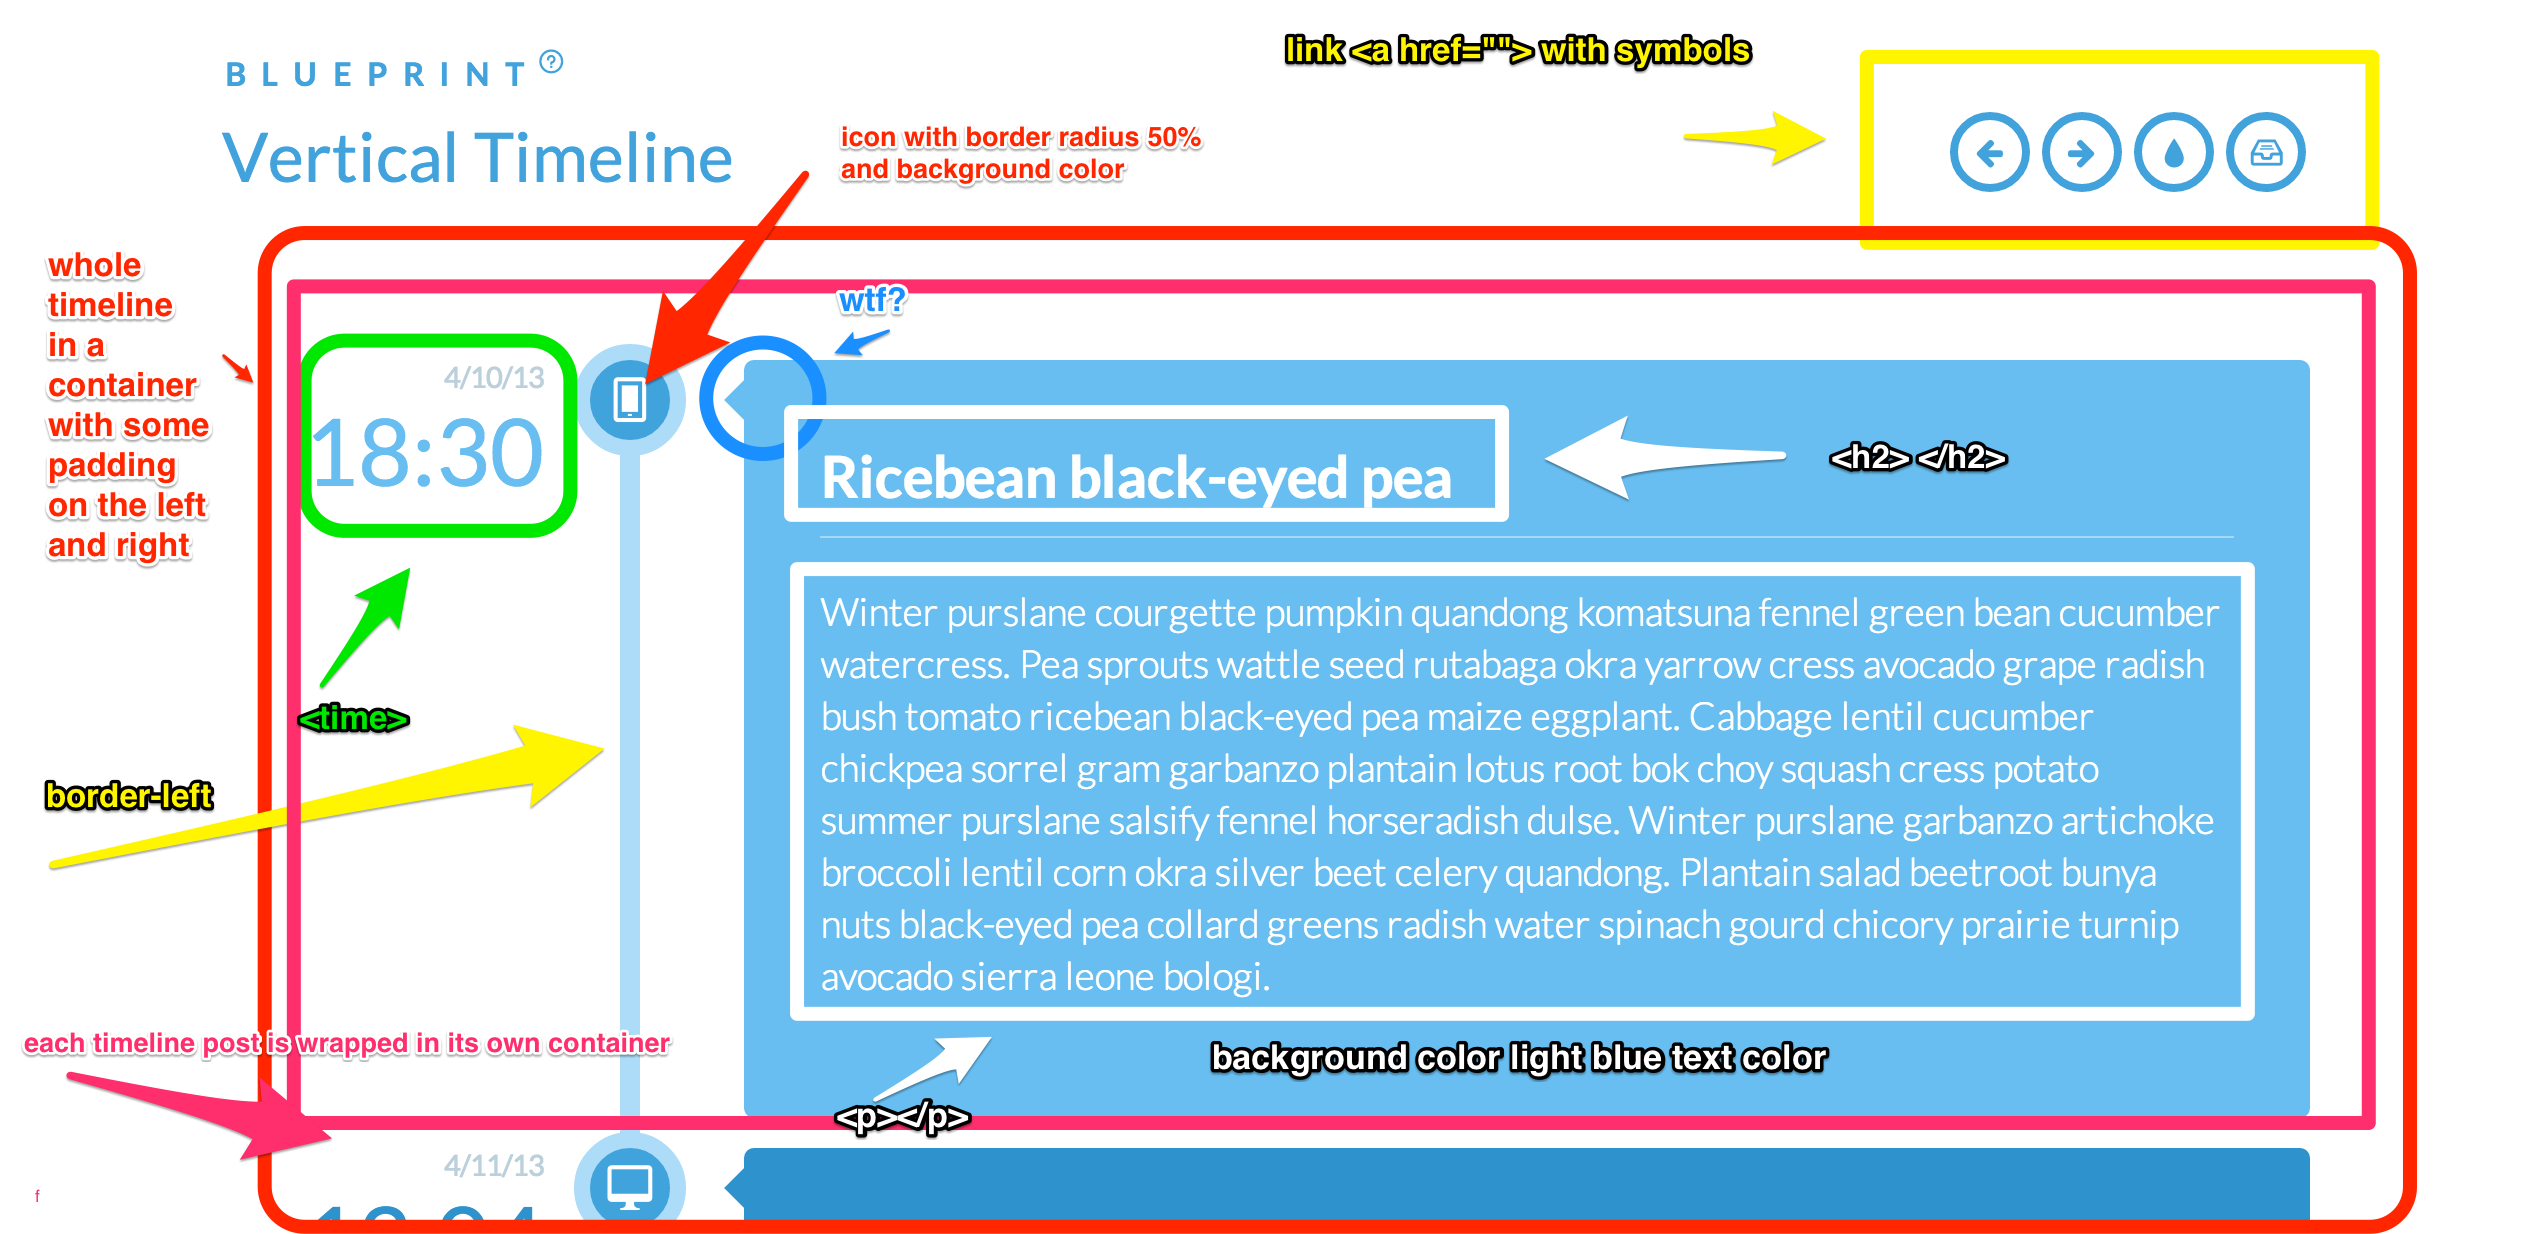 BLUEPRINT ?
Vertical Timeline
link <a href=""> with symbols
icon with border radius 50%
and background color
whole
timeline
in a
container
with some
padding
on the left
and right
wtf?
4/10/13
18:30
Ricebean black-eyed pea
<h2> </h2>
Winter purslane courgette pumpkin quandong komatsuna fennel green bean cucumber
watercress. Pea sprouts wattle seed rutabaga okra yarrow cress avocado grape radish
bush tomato ricebean black-eyed pea maize eggplant. Cabbage lentil cucumber
chickpea sorrel gram garbanzo plantain lotus root bok choy squash cress potato
summer purslane salsify fennel horseradish dulse. Winter purslane garbanzo artichoke
broccoli lentil corn okra silver beet celery quandong. Plantain salad beetroot bunya
nuts black-eyed pea collard greens radish water spinach gourd chicory prairie turnip
avocado sierra leone bologi.
<time>
border-left
each timeline post is wrapped in its own container
background color light blue text color
<p></p>
4/11/13
f